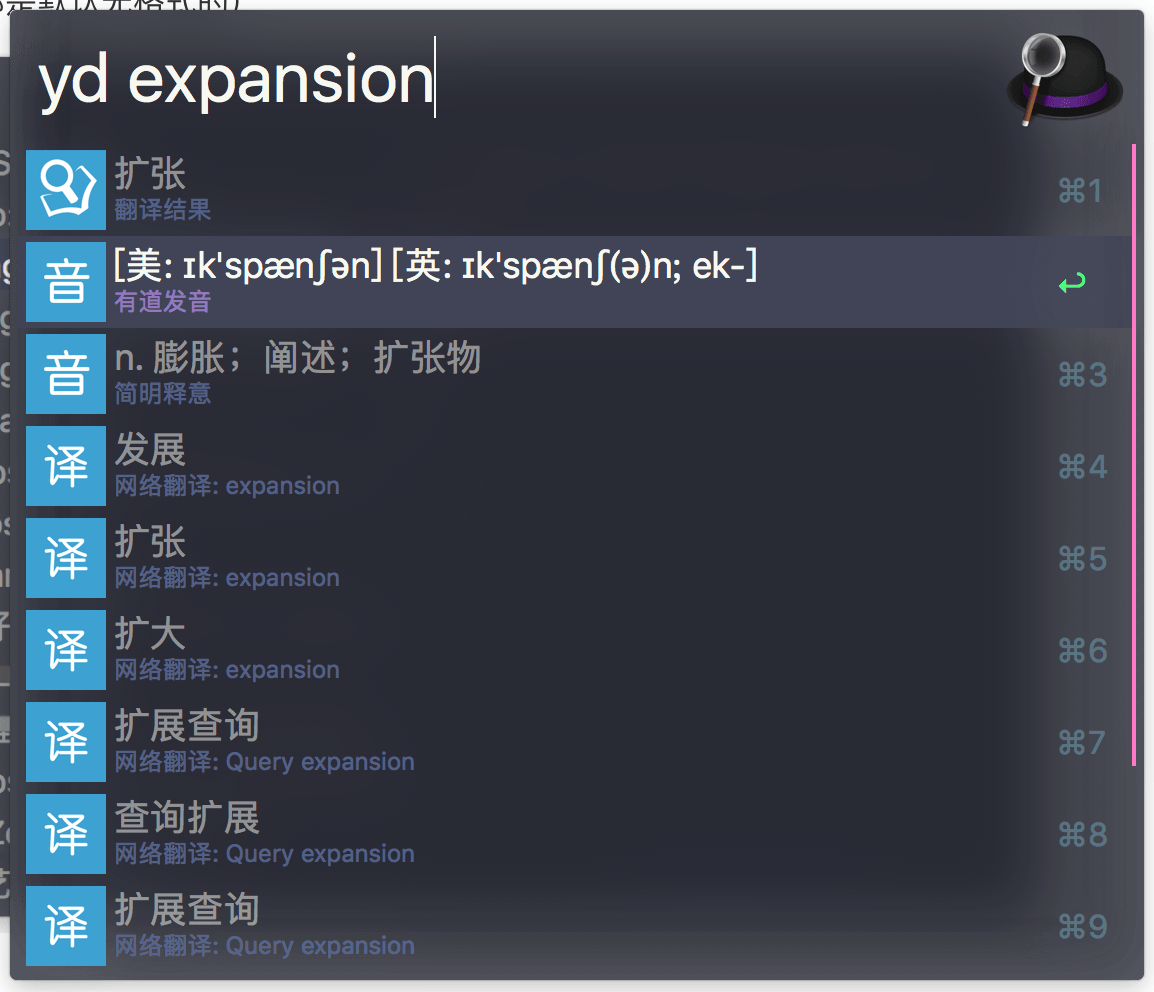 yd expansion
扩张
翻译结果
⌘1
音
[美: ɪk'spænʃən] [英: ɪk'spænʃ(ə)n; ek-]
有道发音
音
n. 膨胀；阐述；扩张物
简明释意
⌘3
译
发展
网络翻译: expansion
⌘4
译
扩张
网络翻译: expansion
⌘5
译
扩大
网络翻译: expansion
⌘6
译
扩展查询
网络翻译: Query expansion
⌘7
译
查询扩展
网络翻译: Query expansion
⌘8
译
扩展查询
网络翻译: Query expansion
⌘9